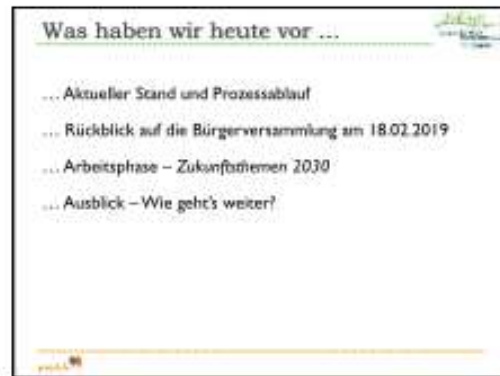 Was haben wir heute vor ...
... Aktueller Stand und Prozessablauf
... Rückblick auf die Bürgerversammlung am 18.02.2019
... Arbeitsphase – Zukunftsthemen 2030
... Ausblick – Wie geht's weiter?